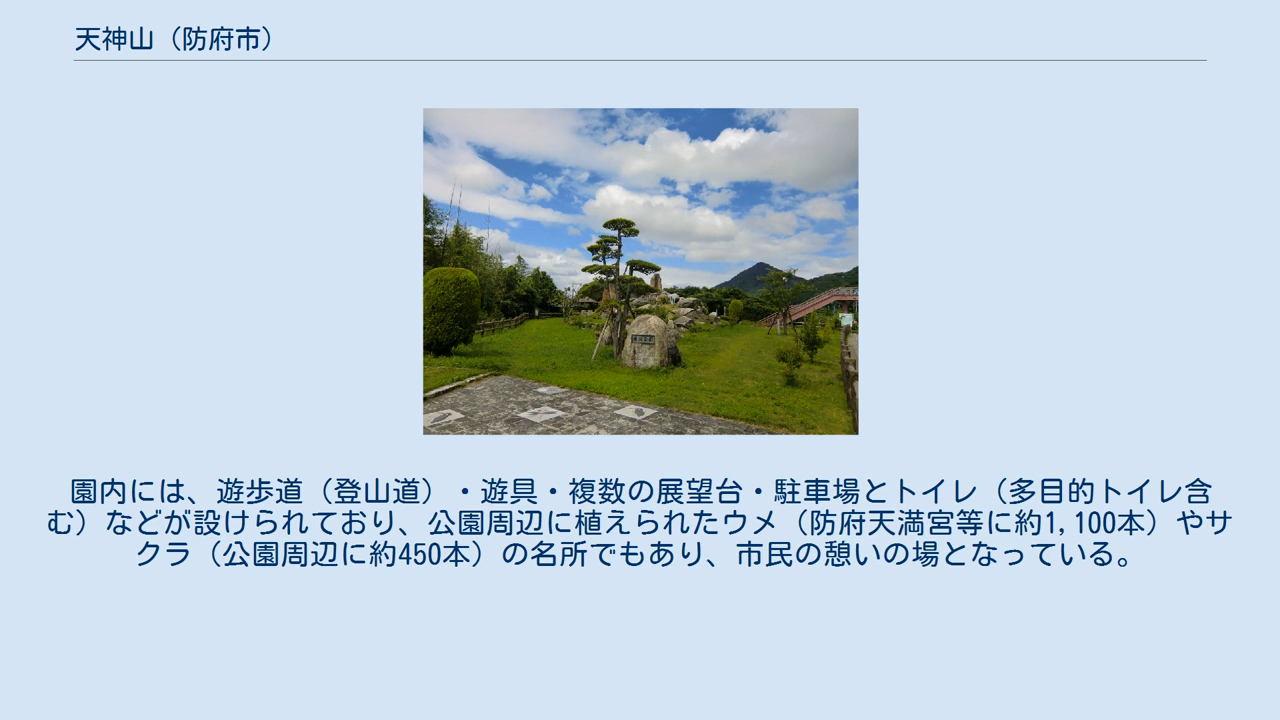 天神山（防府市）
園内には、遊歩道（登山道）・遊具・複数の展望台・駐車場とトイレ（多目的トイレ含
む）などが設けられており、公園周辺に植えられたウメ（防府天満宮等に約1,100本）やサ
クラ（公園周辺に約450本）の名所でもあり、市民の憩いの場となっている。